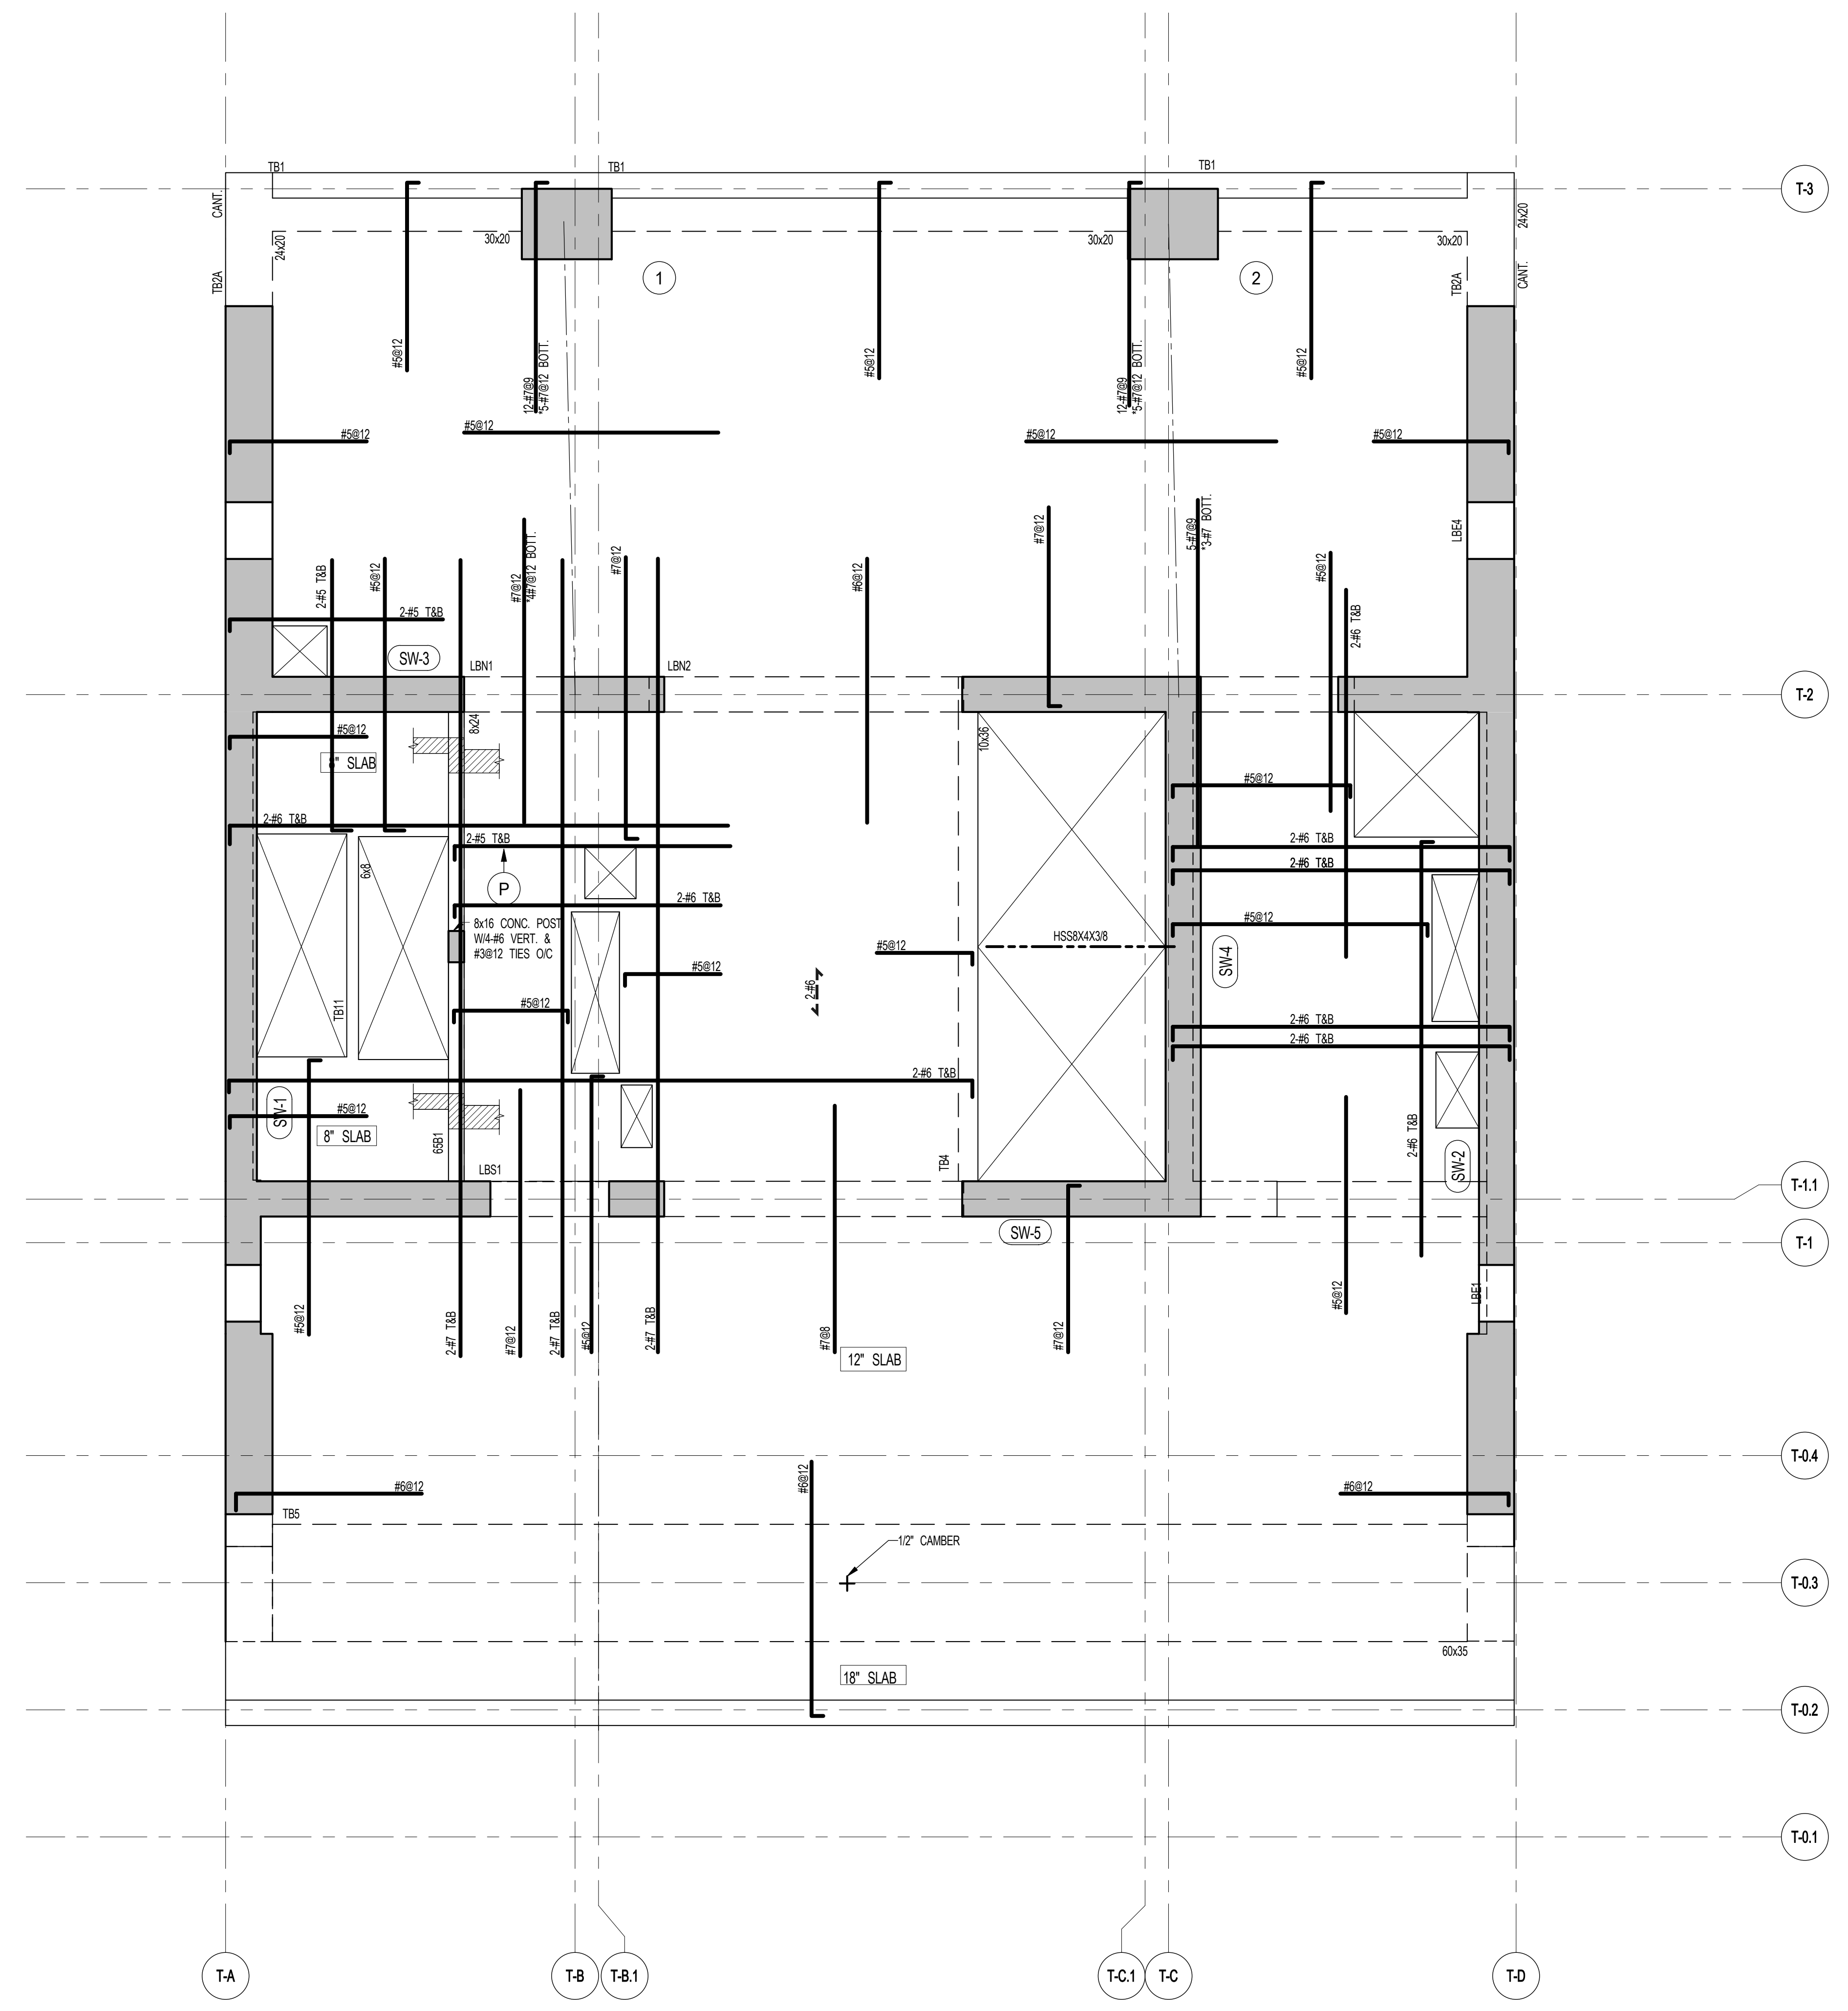 TB1
TB1
TB1
T-3
CANT.
24x20
24x20
30x20
30x20
30x20
TB2A
TB2A
CANT.
1
2
#5@12
12-#7@9
*5-#7@12 BOTT.
#5@12
12-#7@9
*5-#7@12 BOTT.
#5@12
#5@12
#5@12
#5@12
#5@12
LBE4
2-#5 T&B
#5@12
#7@12
*4#7@12 BOTT.
#7@12
#6@12
#7@12
5-#7@9
*3-#7 BOTT.
#5@12
2-#6 T&B
2-#5 T&B
SW-3
LBN1
LBN2
T-2
8x24
10x36
#5@12
" SLAB
#5@12
2-#6 T&B
2-#5 T&B
2-#6 T&B
2-#6 T&B
6x8
P
2-#6 T&B
8x16 CONC. POST
W/4-#6 VERT. &
#3@12 TIES O/C
#5@12
#5@12
#5@12
HSS8X4X3/8
SW-4
2-#6
TB11
#5@12
2-#6 T&B
2-#6 T&B
2-#6 T&B
SW-1
#5@12
8" SLAB
65B1
LBS1
TB4
2-#6 T&B
SW-2
T-1.1
SW-5
T-1
LBE1
#5@12
2-#7 T&B
#7@12
2-#7 T&B
#5@12
2-#7 T&B
#7@8
#7@12
#5@12
12" SLAB
T-0.4
#6@12
#6@12
#6@12
TB5
1/2" CAMBER
T-0.3
60x35
18" SLAB
T-0.2
T-0.1
T-A
T-B
T-B.1
T-C.1
T-C
T-D